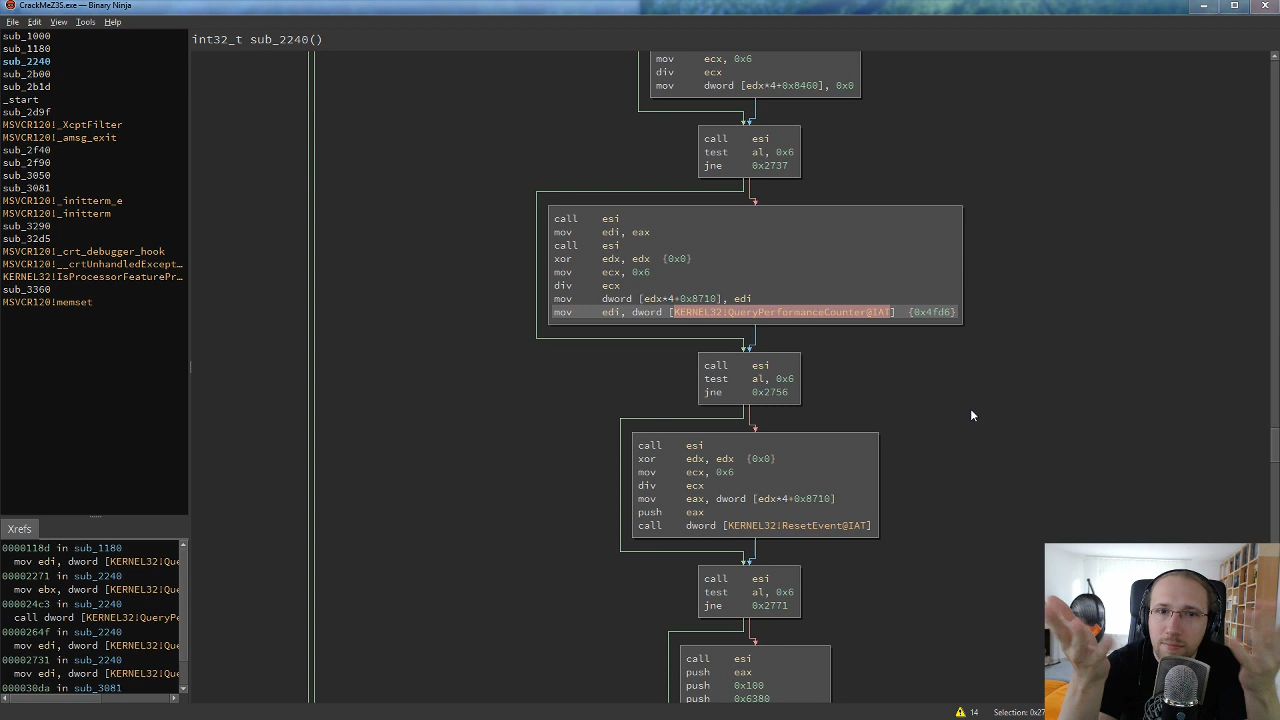 CrackMeZ3S.exe — Binary Ninja
File Edit View Tools Help
sub_1000
sub_1180
sub_2240
sub_2b00
sub_2b1d
_start
sub_2d9f
MSVCR120!_XcptFilter
MSVCR120!_amsg_exit
sub_2f40
sub_2f90
sub_3050
sub_3081
MSVCR120!_initterm_e
MSVCR120!_initterm
sub_3290
sub_32d5
MSVCR120!_crt_debugger_hook
MSVCR120!__crtUnhandledExcept...
KERNEL32!IsProcessorFeaturePr...
sub_3360
MSVCR120!memset
Xrefs
0000118d in sub_1180
mov edi, dword [KERNEL32!Que
00002271 in sub_2240
mov ebx, dword [KERNEL32!Que
000024c3 in sub_2240
call dword [KERNEL32!QueryPe
0000264f in sub_2240
mov edi, dword [KERNEL32!Que
00002731 in sub_2240
mov edi, dword [KERNEL32!Que
000030da in sub_3081
int32_t sub_2240()
mov ecx, 0x6
div ecx
mov dword [edx*4+0x8460], 0x0
call esi
test al, 0x6
jne 0x2737
call esi
mov edi, eax
call esi
xor edx, edx {0x0}
mov ecx, 0x6
div ecx
mov dword [edx*4+0x8710], edi
mov edi, dword [KERNEL32!QueryPerformanceCounter@IAT] {0x4fd6}
call esi
test al, 0x6
jne 0x2756
call esi
xor edx, edx {0x0}
mov ecx, 0x6
div ecx
mov eax, dword [edx*4+0x8710]
push eax
call dword [KERNEL32!ResetEvent@IAT]
call esi
test al, 0x6
jne 0x2771
call esi
push eax
push 0x100
push 0x6380
14 Selection: 0x27